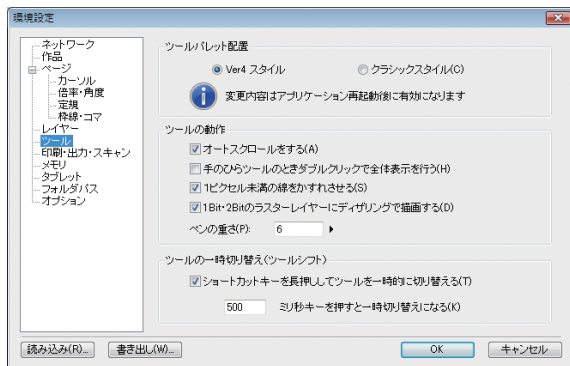 環境設定
ネットワーク
作品
ページ
カーソル
倍率・角度
定規
枠線・コマ
レイヤー
ツール
印刷・出力・スキャン
メモリ
タブレット
フォルダパス
オプション
ツールパレット配置
Ver4 スタイル
クラシックスタイル(C)
変更内容はアプリケーション再起動後に有効になります
ツールの動作
オートスクロールをする(A)
手のひらツールのときダブルクリックで全体表示を行う(H)
1ピクセル未満の線をかすれさせる(S)
1Bit・2Bitのラスターレイヤーにディザリングで描画する(D)
ペンの重さ(P): 6
ツールの一時切り替え(ツールシフト)
ショートカットキーを長押ししてツールを一時的に切り替える(T)
500 ミリ秒キーを押すと一時切り替えになる(K)
読み込み(R)... 書き出し(W)... OK キャンセル